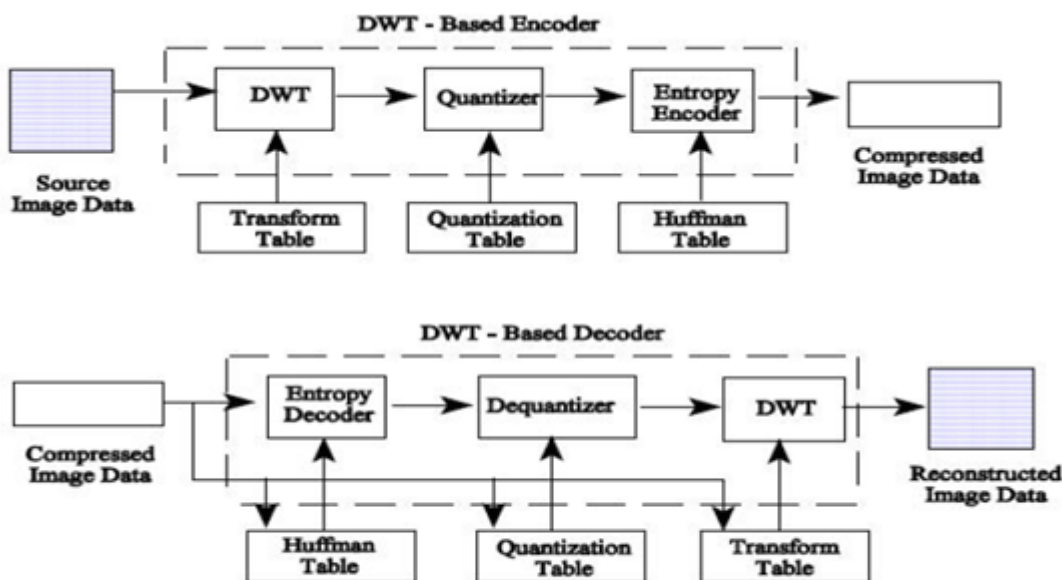 DWT - Based Encoder
DWT
Quantizer
Entropy
Encoder
Source
Image Data
Compressed
Image Data
Transform
Table
Quantization
Table
Huffman
Table
DWT - Based Decoder
Entropy
Decoder
Dequantizer
DWT
Compressed
Image Data
Reconstructed
Image Data
Huffman
Table
Quantization
Table
Transform
Table